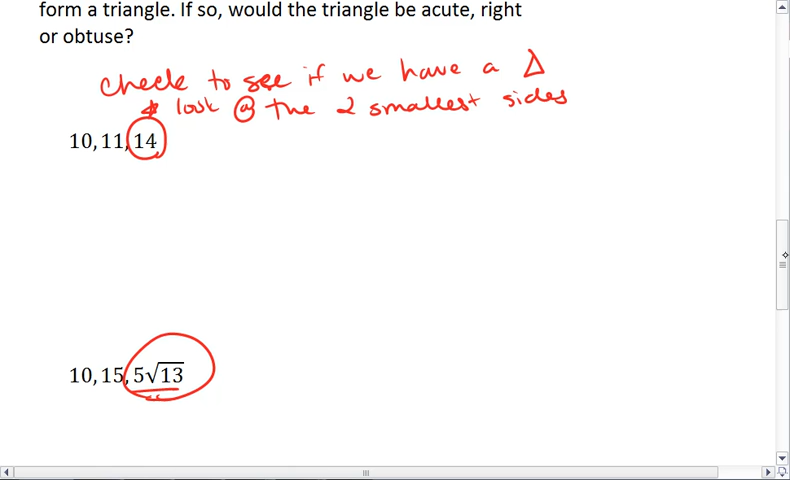 form a triangle. If so, would the triangle be acute, right
or obtuse?
check to see if we have a Δ
* look @ the 2 smallest sides
10, 11, 14
10, 15, 5√13